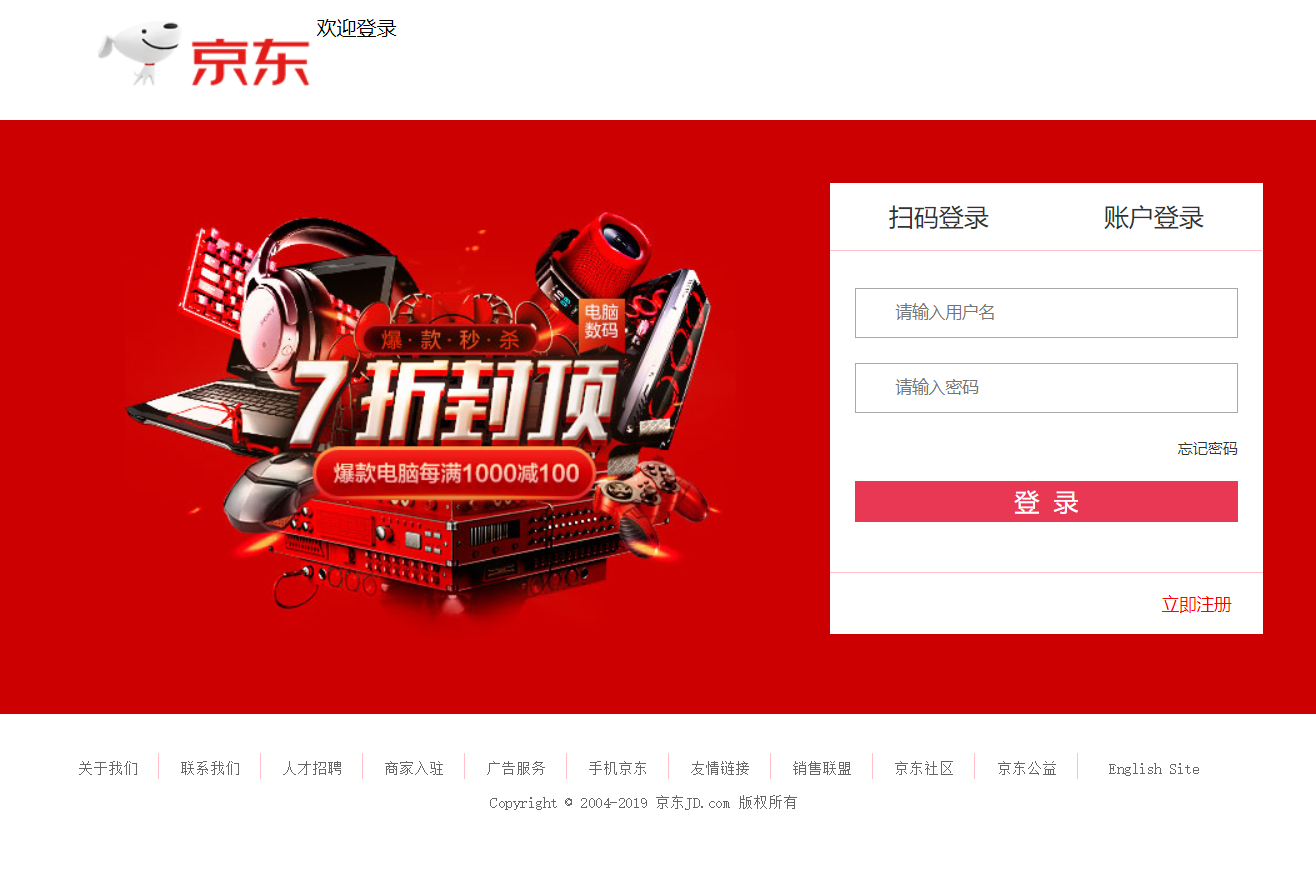 京东
欢迎登录
扫码登录 账户登录
电脑
数码
爆·款·秒·杀
7折封顶
爆款电脑每满1000减100
请输入用户名
请输入密码
忘记密码
登 录
立即注册
关于我们 联系我们 人才招聘 商家入驻 广告服务 手机京东 友情链接 销售联盟 京东社区 京东公益 English Site
Copyright © 2004-2019 京东JD.com 版权所有